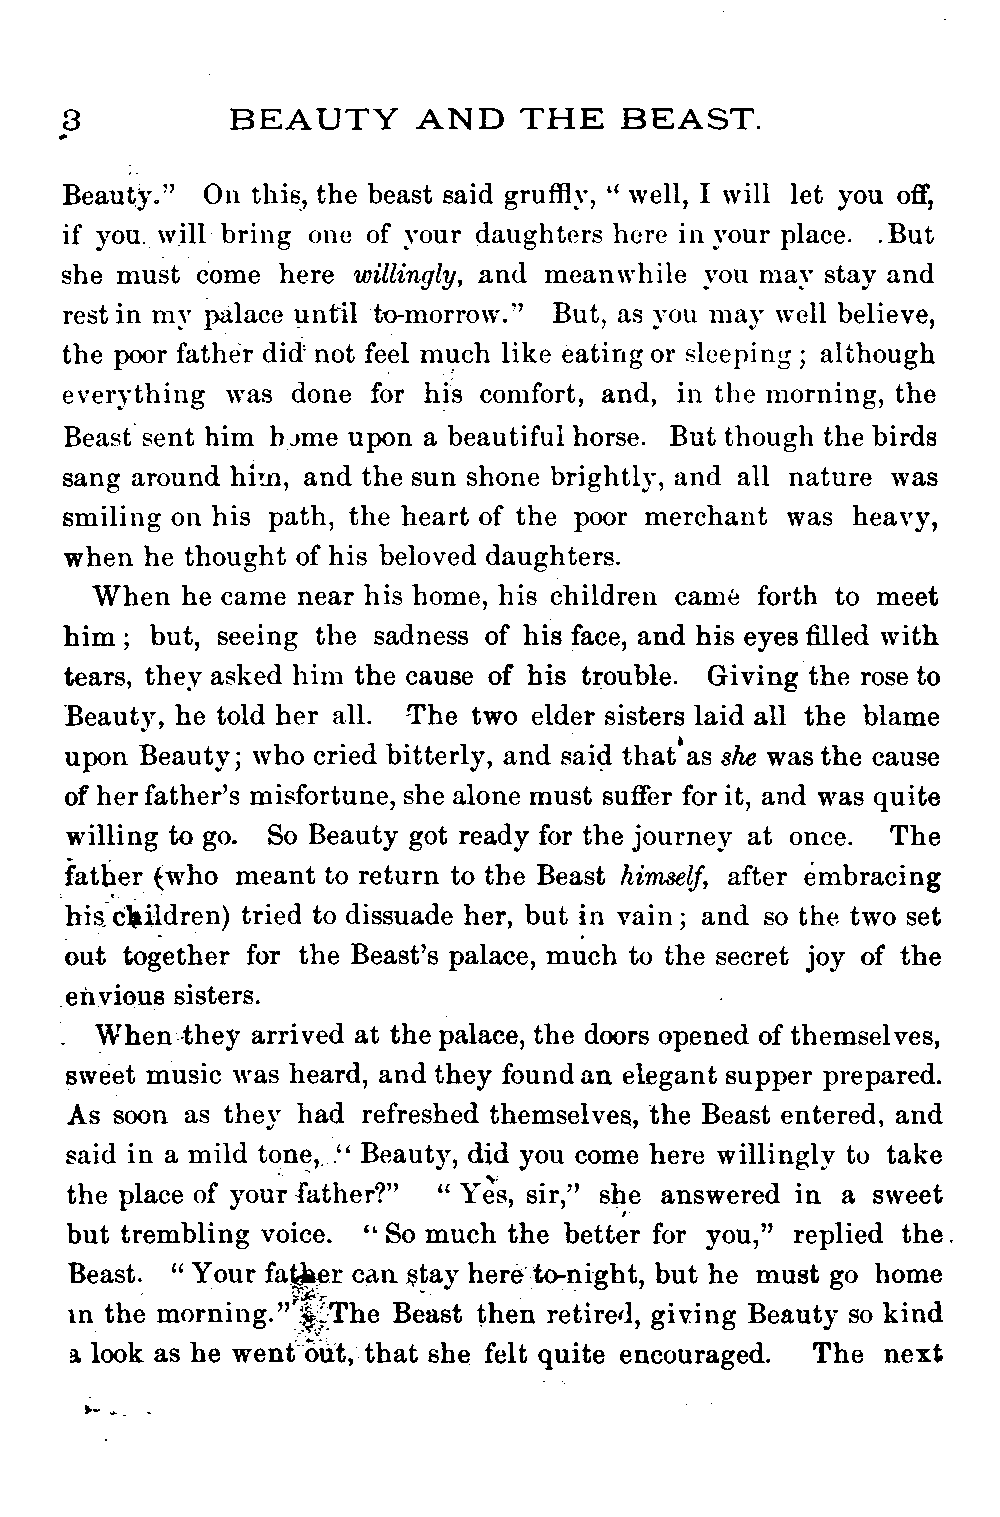 8 BEAUTY AND THE BEAST.
Beauty." On this, the beast said gruffly, "well, I will let you off,
if you will bring one of your daughters here in your place. But
she must come here willingly, and meanwhile you may stay and
rest in my palace until to-morrow." But, as you may well believe,
the poor father did not feel much like eating or sleeping; although
everything was done for his comfort, and, in the morning, the
Beast sent him home upon a beautiful horse. But though the birds
sang around him, and the sun shone brightly, and all nature was
smiling on his path, the heart of the poor merchant was heavy,
when he thought of his beloved daughters.
When he came near his home, his children came forth to meet
him; but, seeing the sadness of his face, and his eyes filled with
tears, they asked him the cause of his trouble. Giving the rose to
Beauty, he told her all. The two elder sisters laid all the blame
upon Beauty; who cried bitterly, and said that as she was the cause
of her father's misfortune, she alone must suffer for it, and was quite
willing to go. So Beauty got ready for the journey at once. The
father (who meant to return to the Beast himself, after embracing
his children) tried to dissuade her, but in vain; and so the two set
out together for the Beast's palace, much to the secret joy of the
envious sisters.
When they arrived at the palace, the doors opened of themselves,
sweet music was heard, and they found an elegant supper prepared.
As soon as they had refreshed themselves, the Beast entered, and
said in a mild tone, "Beauty, did you come here willingly to take
the place of your father?" "Yes, sir," she answered in a sweet
but trembling voice. "So much the better for you," replied the
Beast. "Your father can stay here to-night, but he must go home
in the morning." The Beast then retired, giving Beauty so kind
a look as he went out, that she felt quite encouraged. The next